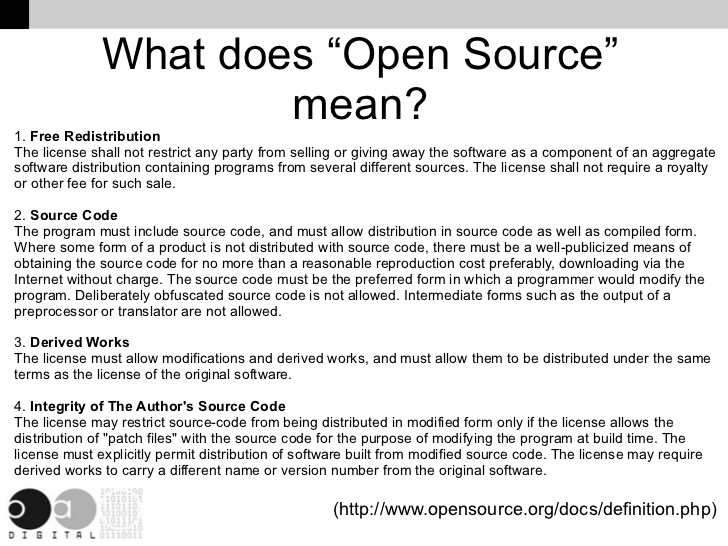 What does “Open Source”
mean?
1. Free Redistribution
The license shall not restrict any party from selling or giving away the software as a component of an aggregate
software distribution containing programs from several different sources. The license shall not require a royalty
or other fee for such sale.
2. Source Code
The program must include source code, and must allow distribution in source code as well as compiled form.
Where some form of a product is not distributed with source code, there must be a well-publicized means of
obtaining the source code for no more than a reasonable reproduction cost preferably, downloading via the
Internet without charge. The source code must be the preferred form in which a programmer would modify the
program. Deliberately obfuscated source code is not allowed. Intermediate forms such as the output of a
preprocessor or translator are not allowed.
3. Derived Works
The license must allow modifications and derived works, and must allow them to be distributed under the same
terms as the license of the original software.
4. Integrity of The Author's Source Code
The license may restrict source-code from being distributed in modified form only if the license allows the
distribution of "patch files" with the source code for the purpose of modifying the program at build time. The
license must explicitly permit distribution of software built from modified source code. The license may require
derived works to carry a different name or version number from the original software.
(http://www.opensource.org/docs/definition.php)
o a
DIGITAL